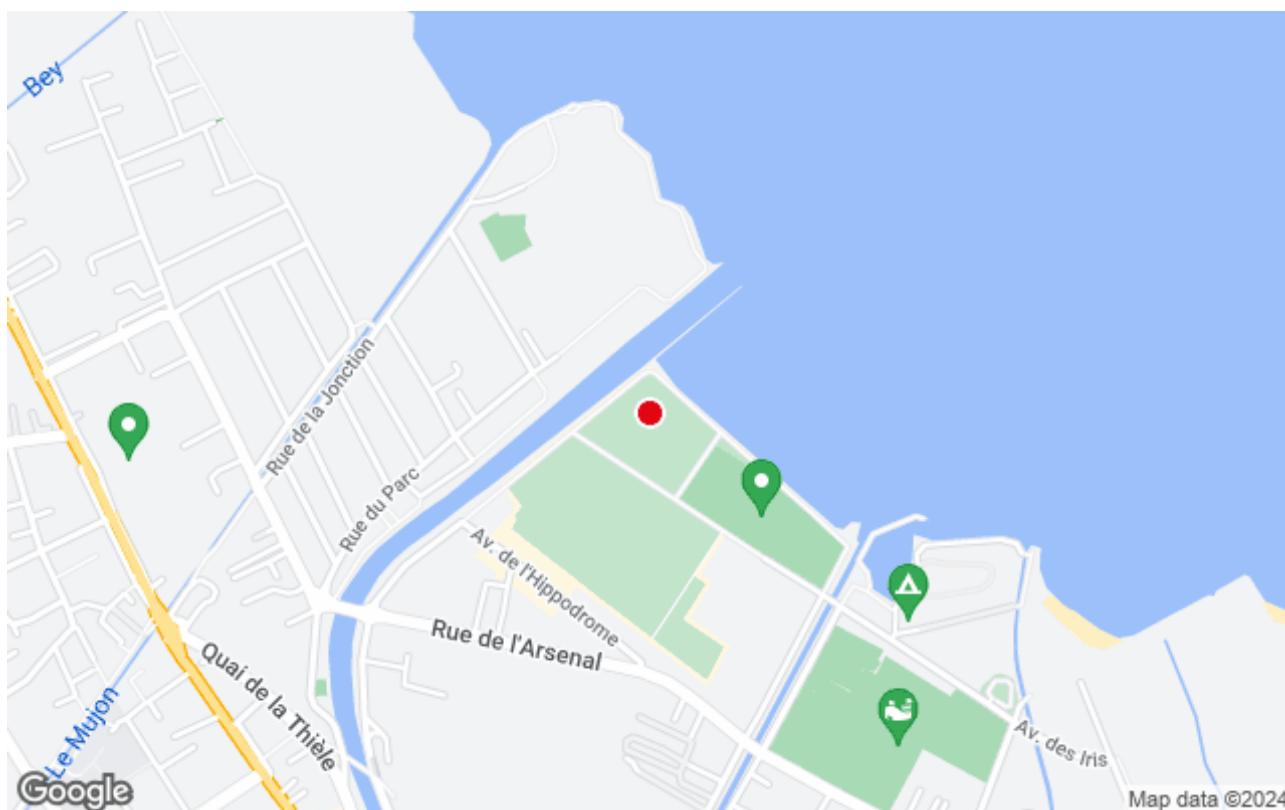 Bey
Rue de la Jonction
Rue du Parc
Av. de l'Hippodrome
Rue de l'Arsenal
Quai de la Thièle
Le Mujon
Av. des Iris
Google
Map data ©2024